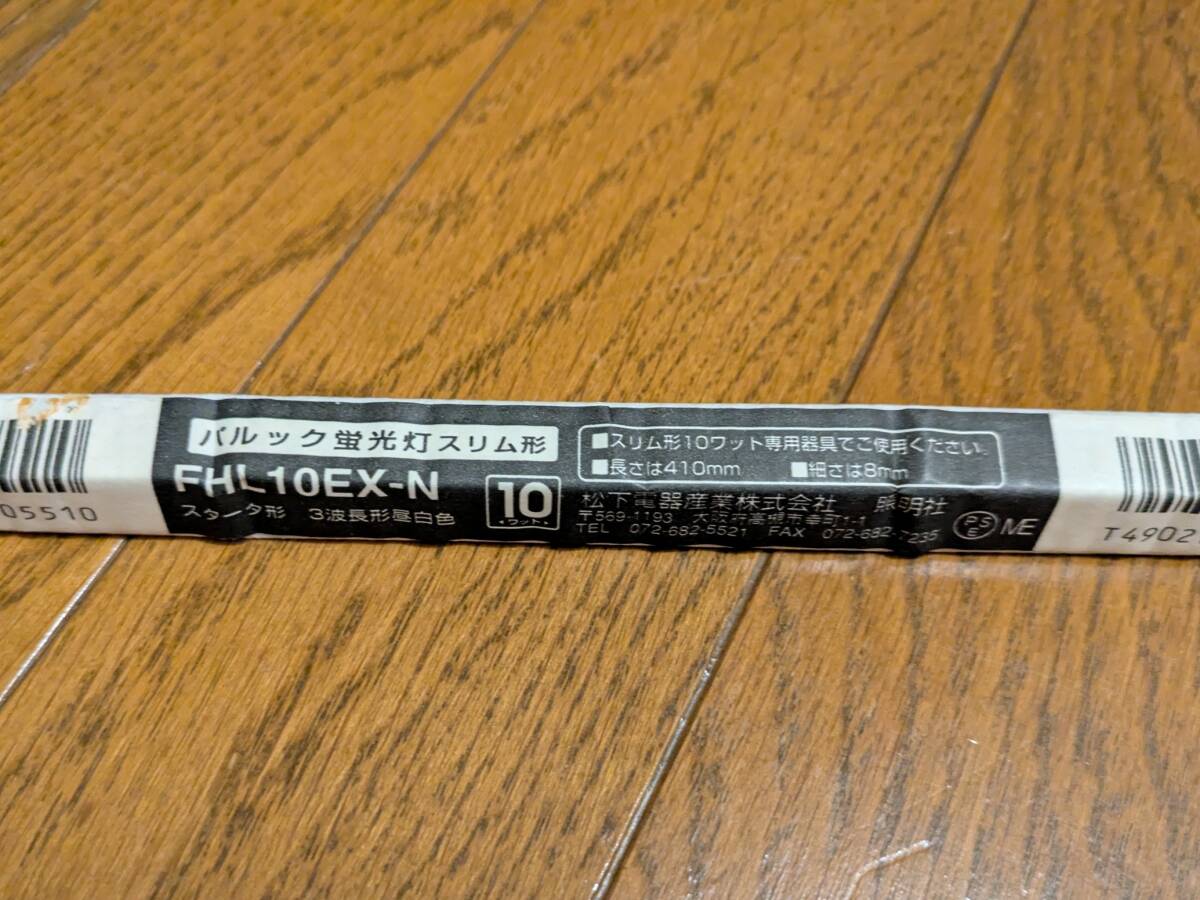 05510
パルック蛍光灯スリム形
FHL10EX-N
スタータ形 3波長形昼白色
10
ワット
■スリム形10ワット専用器具でご使用ください。
■長さは410mm ■細さは8mm
松下電器産業株式会社 照明社
〒569-1193 大阪府高槻市幸町1-1
TEL 072-682-5521 FAX 072-682-7235
PS
E
ME
T4902